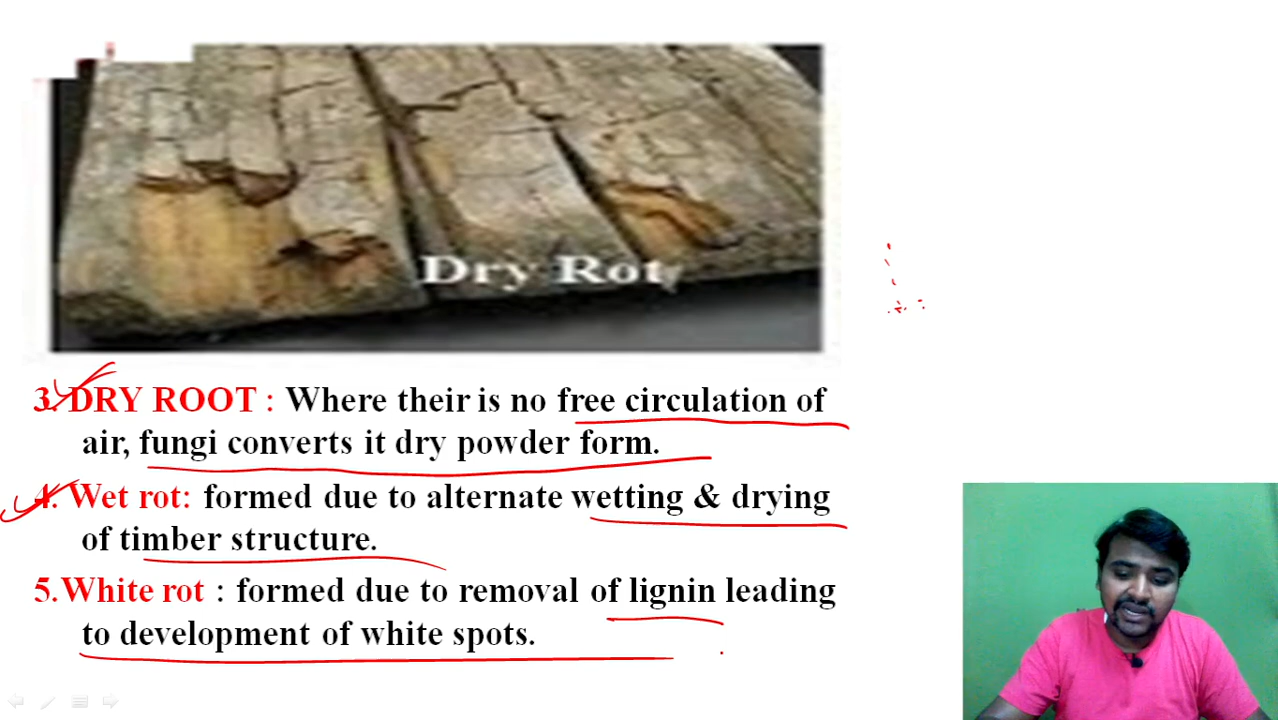 Dry Rot
3. DRY ROOT : Where their is no free circulation of
air, fungi converts it dry powder form.
4. Wet rot: formed due to alternate wetting & drying
of timber structure.
5. White rot : formed due to removal of lignin leading
to development of white spots.